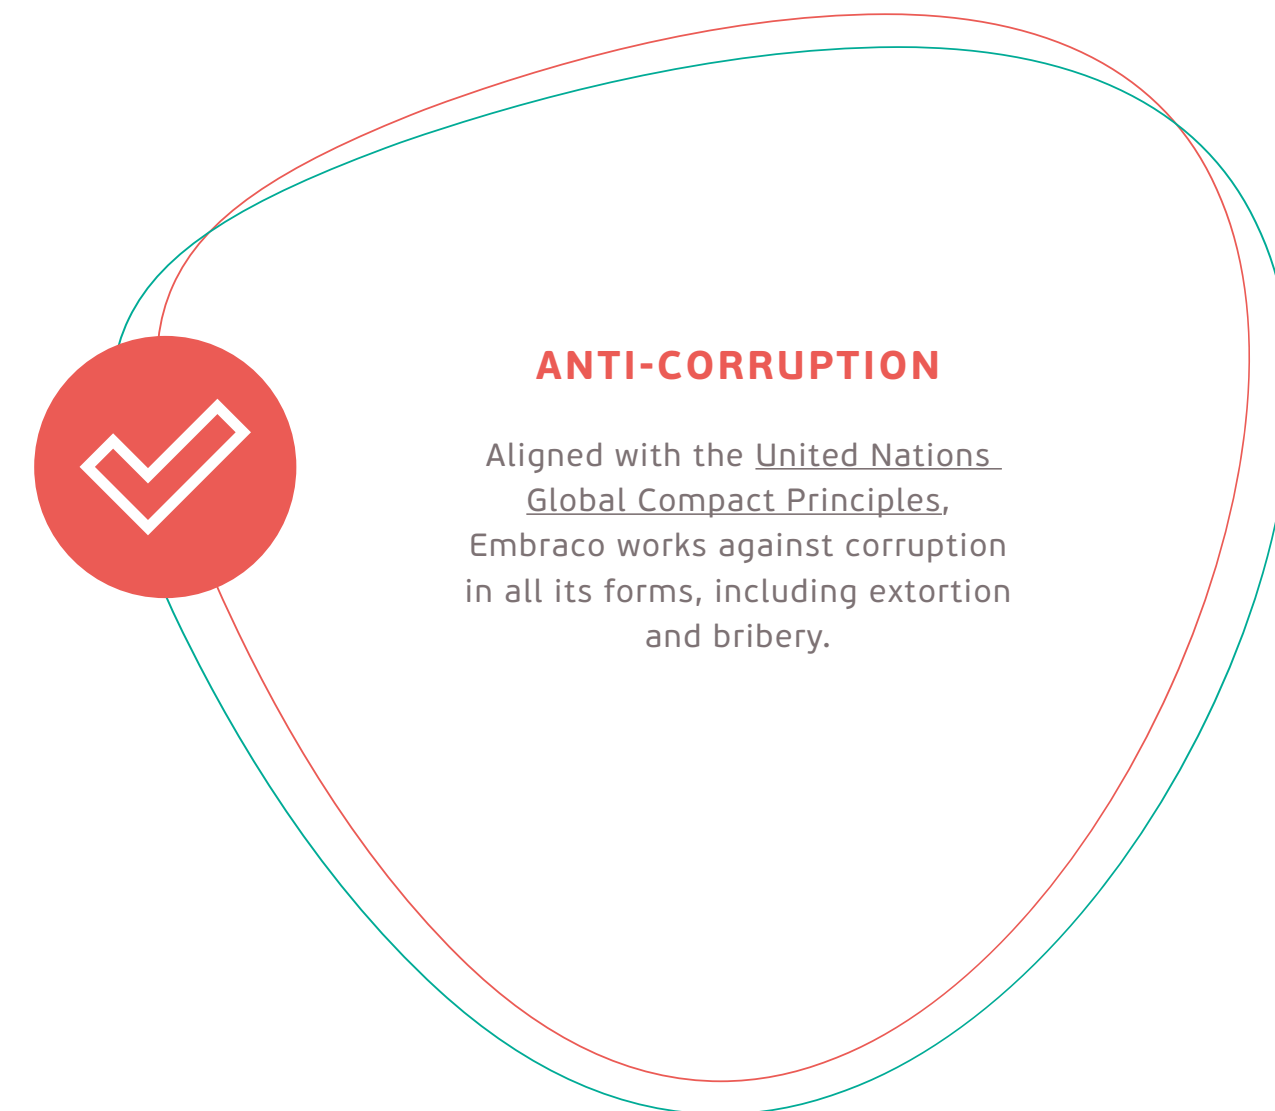 ANTI-CORRUPTION
Aligned with the United Nations
Global Compact Principles,
Embraco works against corruption
in all its forms, including extortion
and bribery.